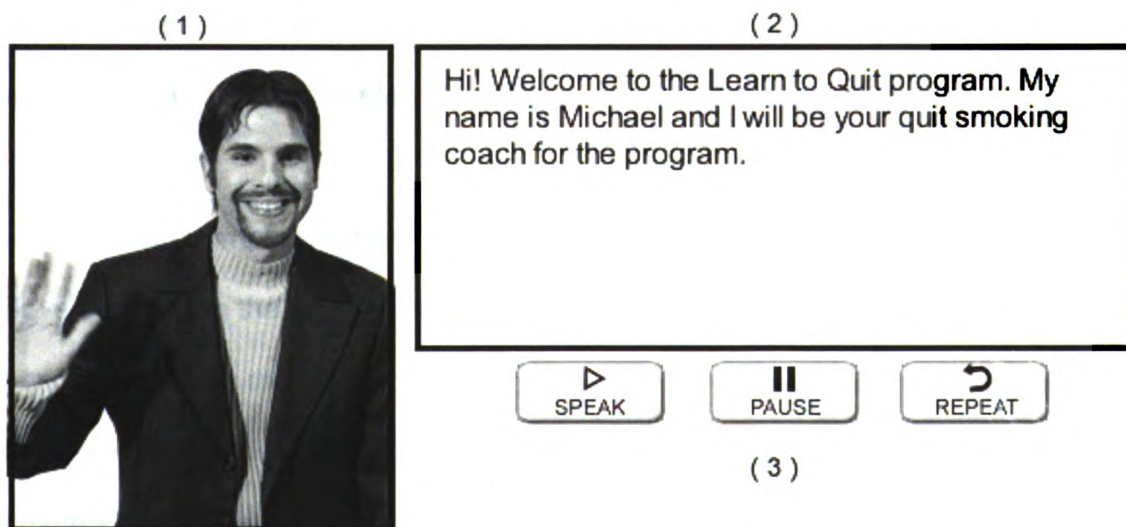 ( 1 )
( 2 )
Hi! Welcome to the Learn to Quit program. My
name is Michael and I will be your quit smoking
coach for the program.
SPEAK
PAUSE
REPEAT
( 3 )